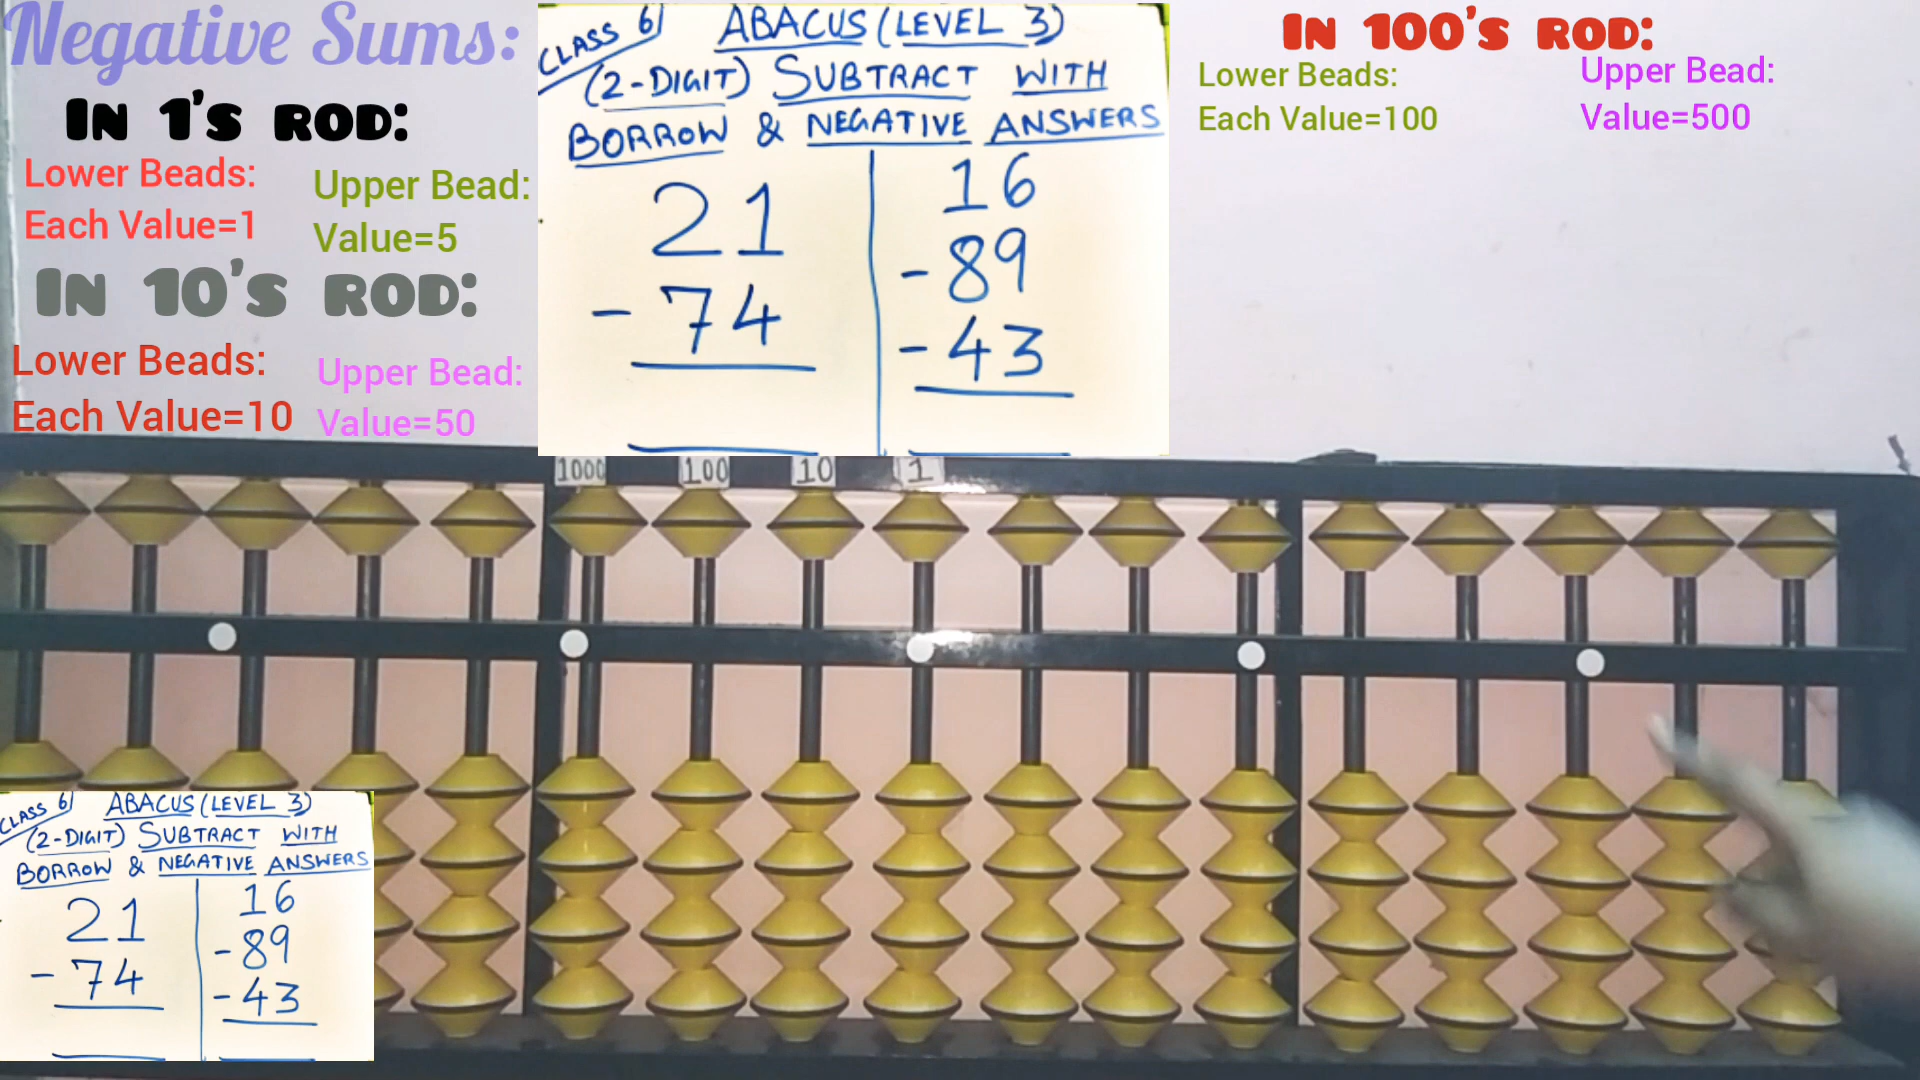 Negative Sums:
IN 1'S ROD:
Lower Beads:
Each Value=1
Upper Bead:
Value=5
IN 10'S ROD:
Lower Beads:
Each Value=10
Upper Bead:
Value=50
CLASS 6
ABACUS (LEVEL 3)
(2-DIGIT) SUBTRACT WITH
BORROW & NEGATIVE ANSWERS
21
-74
16
-89
-43
IN 100'S ROD:
Lower Beads:
Each Value=100
Upper Bead:
Value=500
1000 100 10 1
CLASS 6
ABACUS (LEVEL 3)
(2-DIGIT) SUBTRACT WITH
BORROW & NEGATIVE ANSWERS
21
-74
16
-89
-43